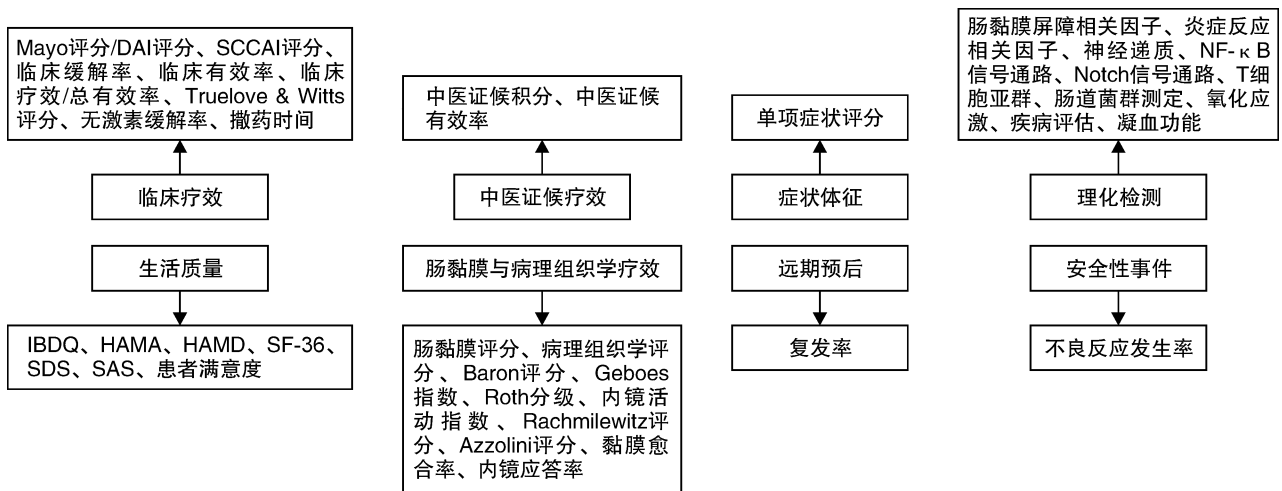 Mayo评分/DAI评分、SCCAI评分、
临床缓解率、临床有效率、临床
疗效/总有效率、Truelove & Witts
评分、无激素缓解率、撤药时间
临床疗效
中医证候积分、中医证候
有效率
中医证候疗效
单项症状评分
症状体征
肠黏膜屏障相关因子、炎症反应
相关因子、神经递质、NF-κB
信号通路、Notch信号通路、T细
胞亚群、肠道菌群测定、氧化应
激、疾病评估、凝血功能
理化检测
生活质量
IBDQ、HAMA、HAMD、SF-36、
SDS、SAS、患者满意度
肠黏膜与病理组织学疗效
肠黏膜评分、病理组织学评
分、Baron评分、Geboes
指数、Roth分级、内镜活
动指数、Rachmilewitz评
分、Azzolini评分、黏膜愈
合率、内镜应答率
远期预后
复发率
安全性事件
不良反应发生率